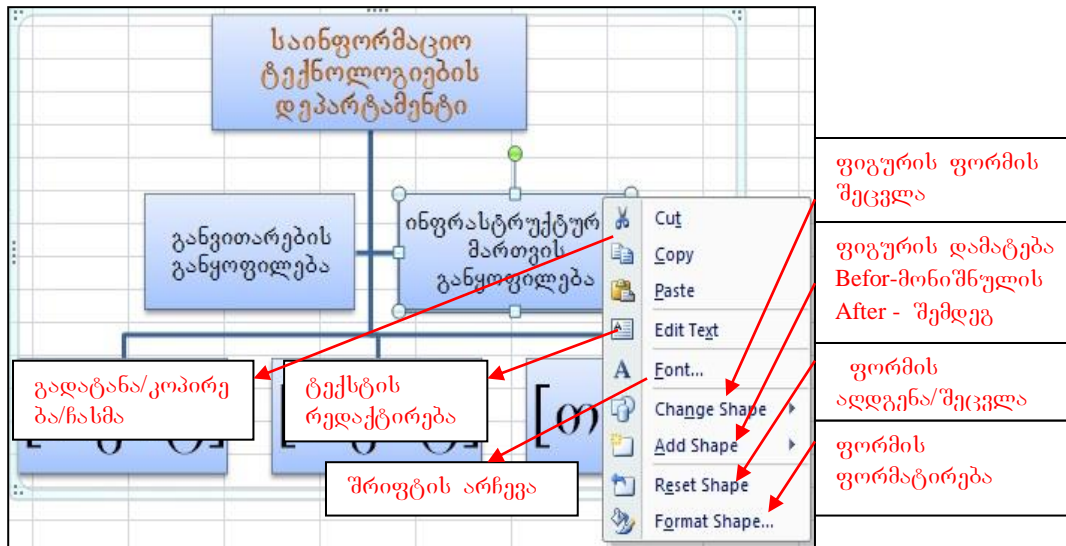 საინფორმაციო
ტექნოლოგიების
დეპარტამენტი
განვითარების
განყოფილება
ინფრასტრუქტურ
მართვის
განყოფილება
Cut
Copy
Paste
Edit Text
Font...
Change Shape
Add Shape
Reset Shape
Format Shape...
ფიგურის ფორმის
შეცვლა
ფიგურის დამატება
Befor-მონიშნულის
After - შემდეგ
ფორმის
აღდგენა/შეცვლა
ფორმის
ფორმატირება
გადატანა/კოპირე
ბა/ჩასმა
ტექსტის
რედაქტირება
შრიფტის არჩევა